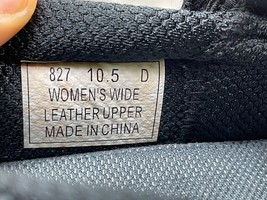 827 10.5 D
WOMEN'S WIDE
LEATHER UPPER
MADE IN CHINA